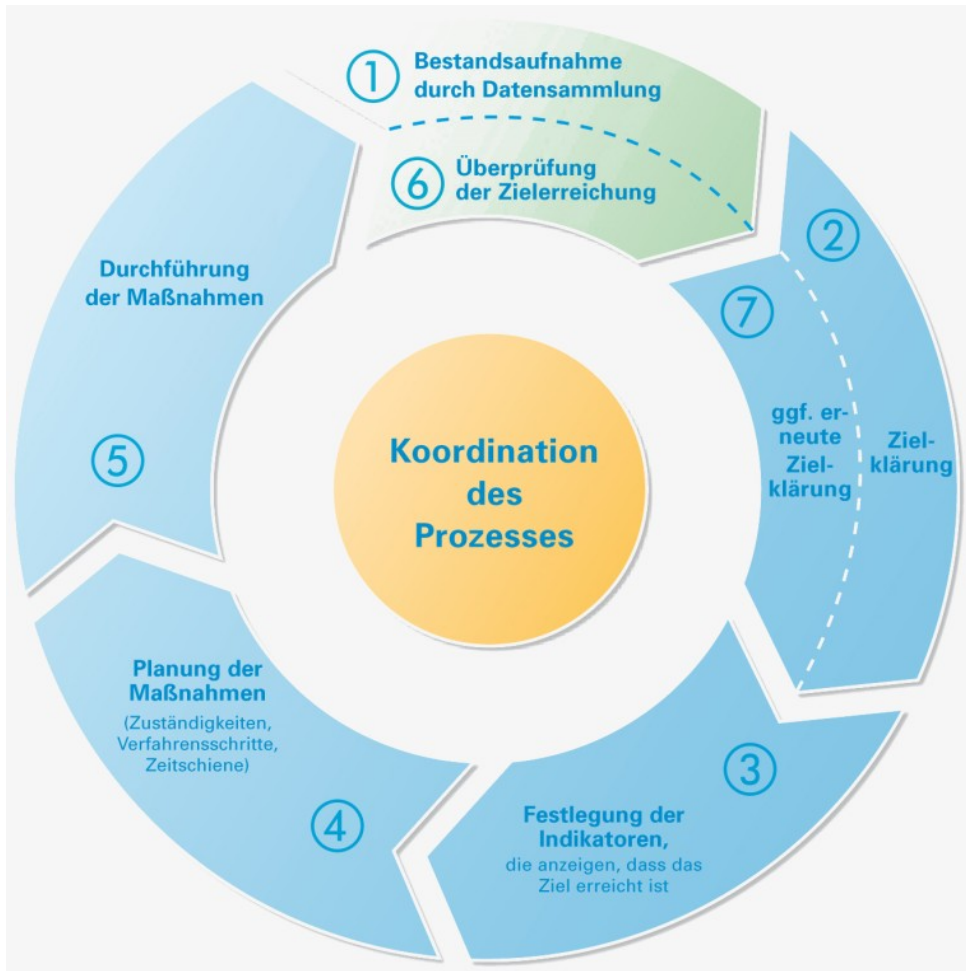 1 Bestandsaufnahme
durch Datensammlung
6 Überprüfung
der Zielerreichung
2
Ziel-
klärung
7
ggf. er-
neute
Ziel-
klärung
3
Festlegung der
Indikatoren,
die anzeigen, dass das
Ziel erreicht ist
Planung der
Maßnahmen
(Zuständigkeiten,
Verfahrensschritte,
Zeitschiene)
4
Durchführung
der Maßnahmen
5
Koordination
des
Prozesses